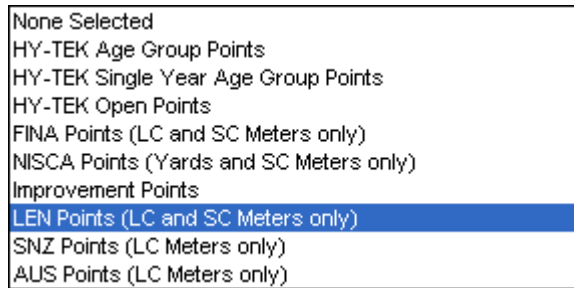 None Selected
HY-TEK Age Group Points
HY-TEK Single Year Age Group Points
HY-TEK Open Points
FINA Points (LC and SC Meters only)
NISCA Points (Yards and SC Meters only)
Improvement Points
LEN Points (LC and SC Meters only)
SNZ Points (LC Meters only)
AUS Points (LC Meters only)